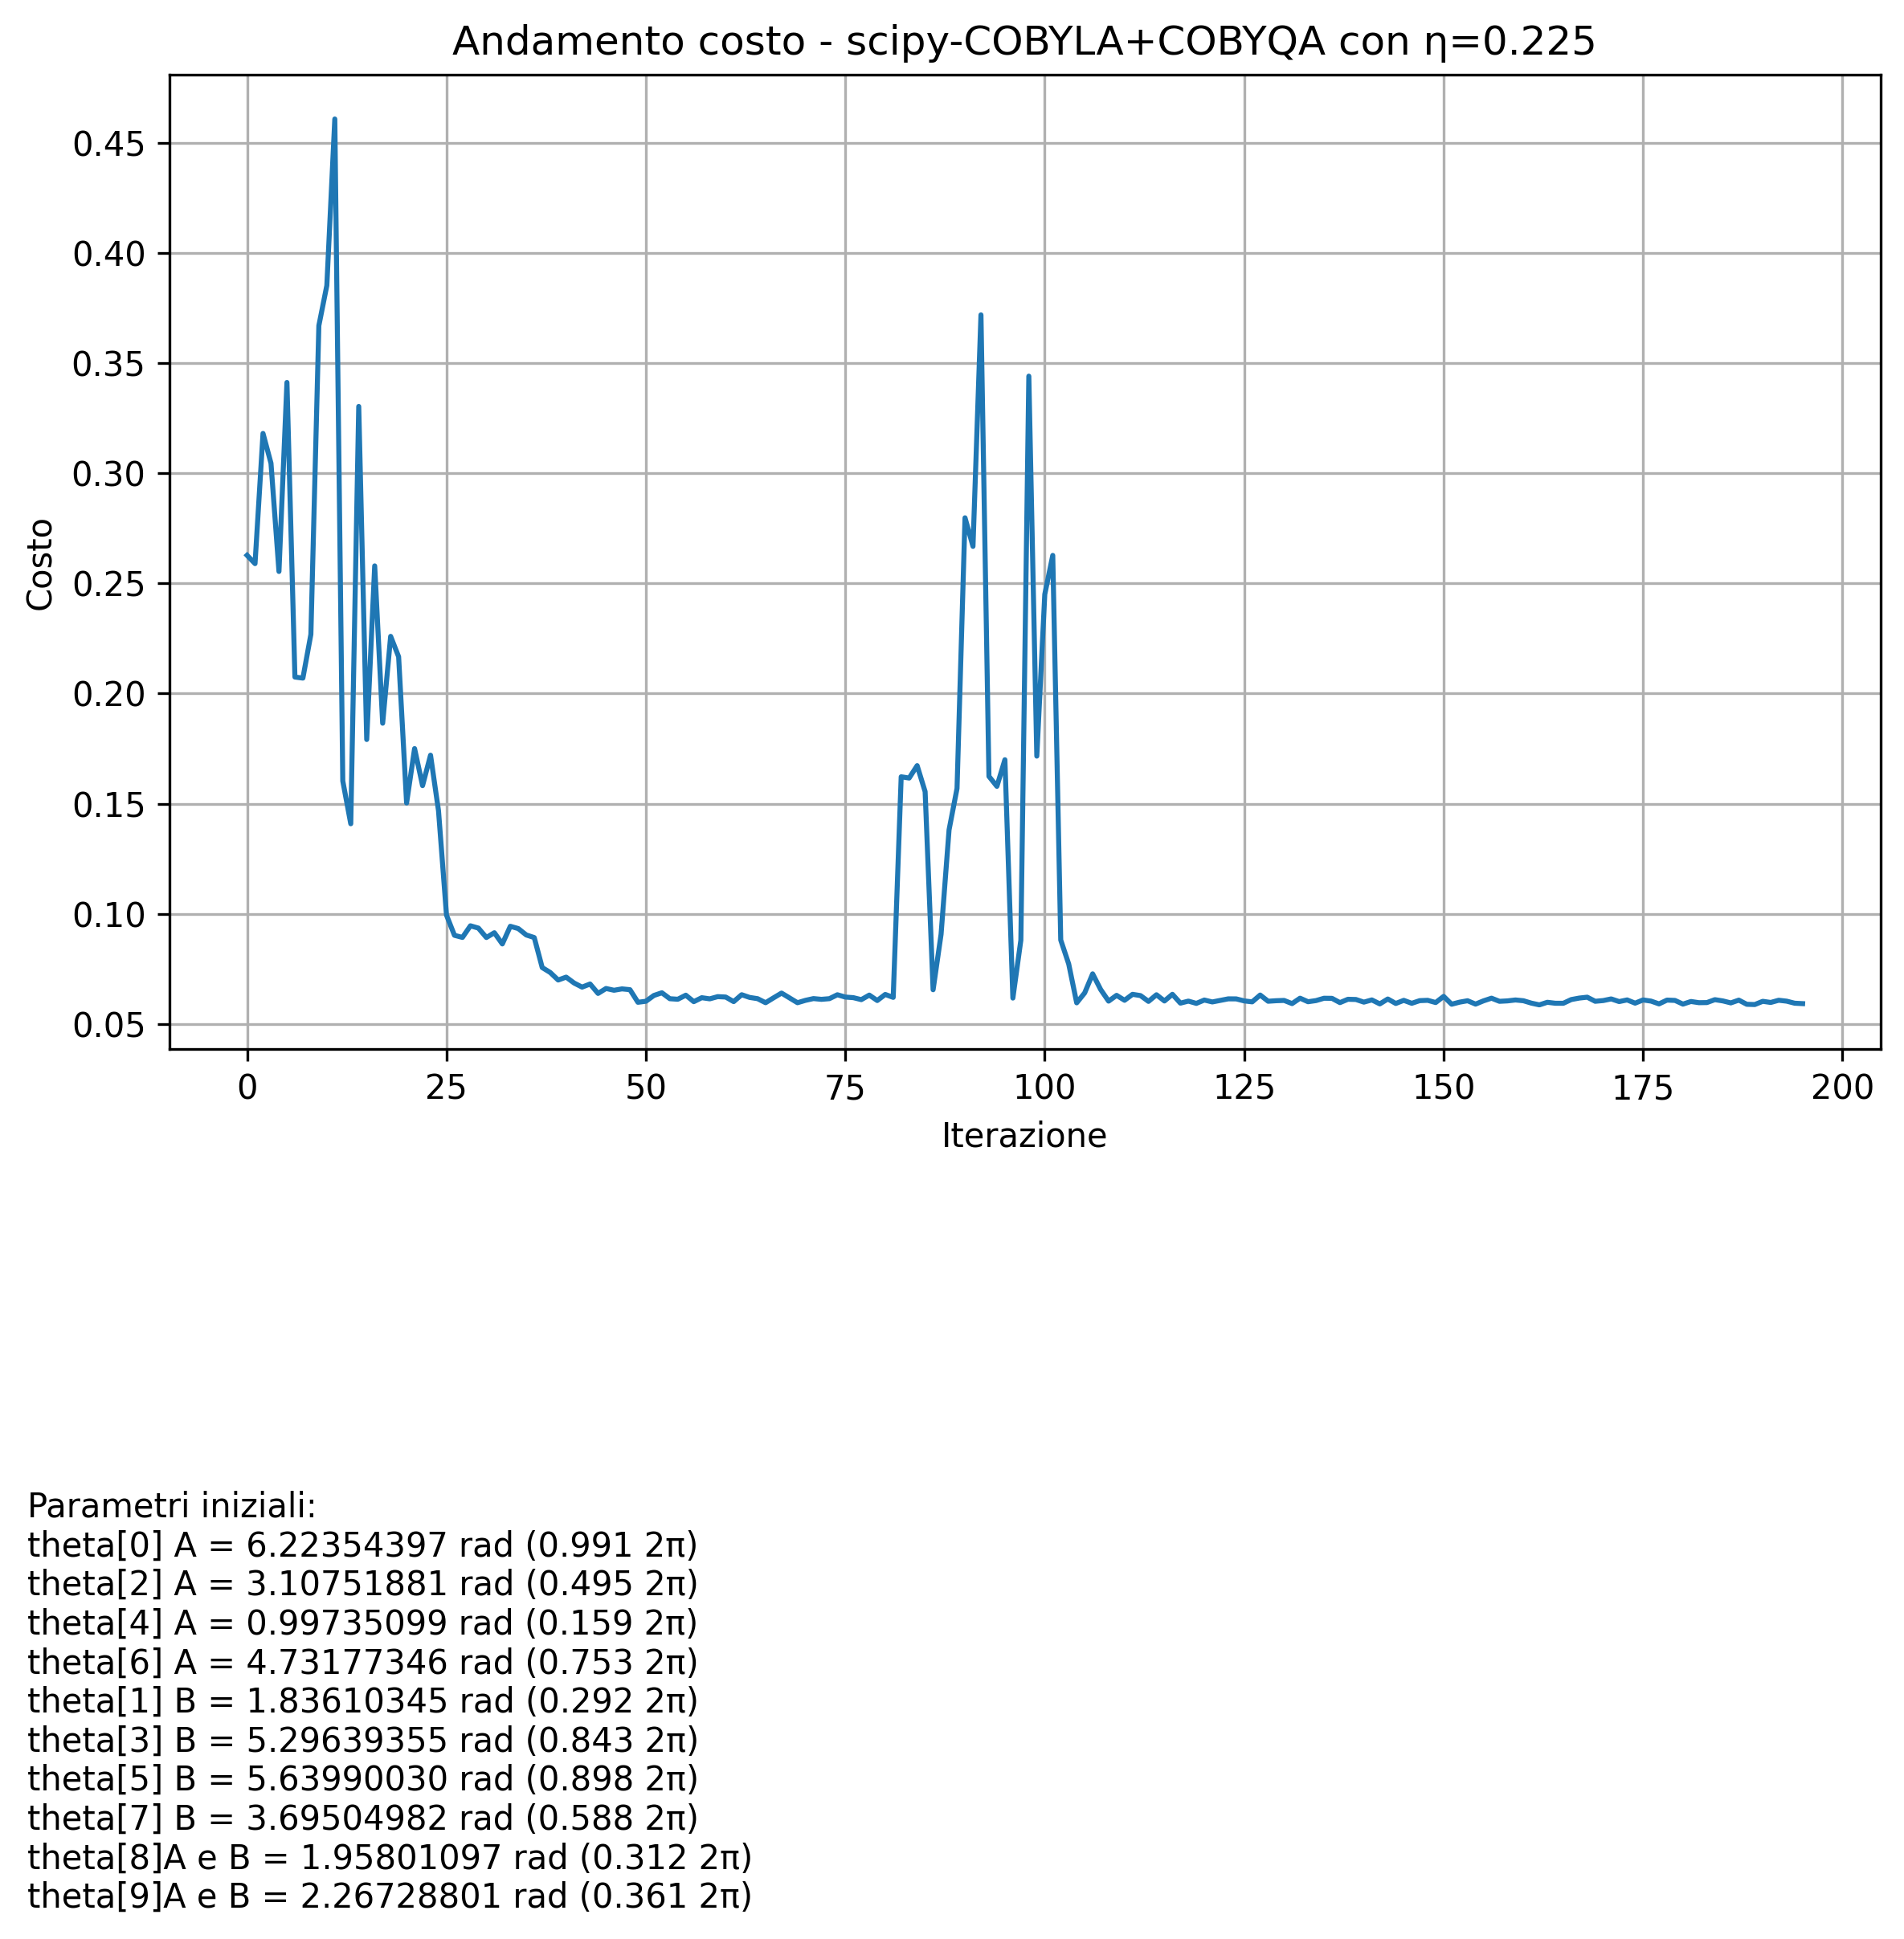 Andamento costo - scipy-COBYLA+COBYQA con η=0.225
0.45
0.40
0.35
0.30
0.25
0.20
0.15
0.10
0.05
Costo
0 25 50 75 100 125 150 175 200
Iterazione
Parametri iniziali:
theta[0] A = 6.22354397 rad (0.991 2π)
theta[2] A = 3.10751881 rad (0.495 2π)
theta[4] A = 0.99735099 rad (0.159 2π)
theta[6] A = 4.73177346 rad (0.753 2π)
theta[1] B = 1.83610345 rad (0.292 2π)
theta[3] B = 5.29639355 rad (0.843 2π)
theta[5] B = 5.63990030 rad (0.898 2π)
theta[7] B = 3.69504982 rad (0.588 2π)
theta[8]A e B = 1.95801097 rad (0.312 2π)
theta[9]A e B = 2.26728801 rad (0.361 2π)